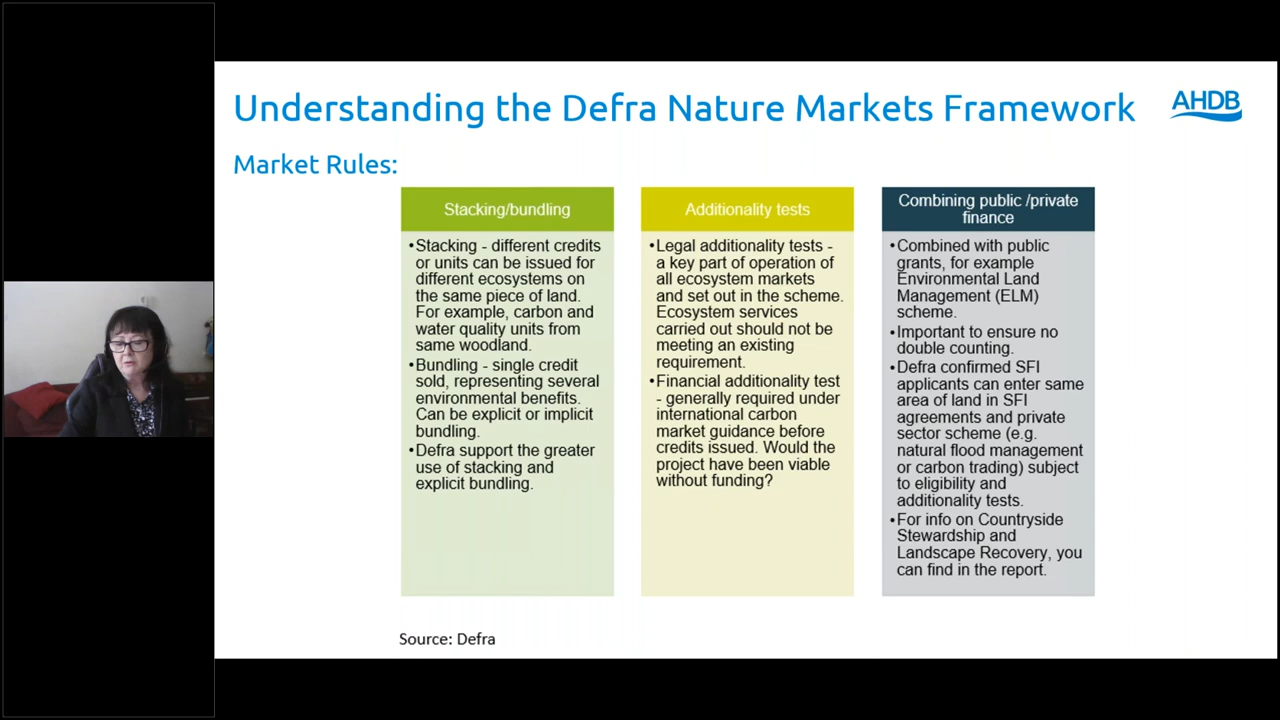 Understanding the Defra Nature Markets Framework
AHDB
Market Rules:
Stacking/bundling
•Stacking - different credits
or units can be issued for
different ecosystems on
the same piece of land.
For example, carbon and
water quality units from
same woodland.
•Bundling - single credit
sold, representing several
environmental benefits.
Can be explicit or implicit
bundling.
•Defra support the greater
use of stacking and
explicit bundling.
Additionality tests
•Legal additionality tests -
a key part of operation of
all ecosystem markets
and set out in the scheme.
Ecosystem services
carried out should not be
meeting an existing
requirement.
•Financial additionality test
- generally required under
international carbon
market guidance before
credits issued. Would the
project have been viable
without funding?
Combining public /private
finance
•Combined with public
grants, for example
Environmental Land
Management (ELM)
scheme.
•Important to ensure no
double counting.
•Defra confirmed SFI
applicants can enter same
area of land in SFI
agreements and private
sector scheme (e.g.
natural flood management
or carbon trading) subject
to eligibility and
additionality tests.
•For info on Countryside
Stewardship and
Landscape Recovery, you
can find in the report.
Source: Defra